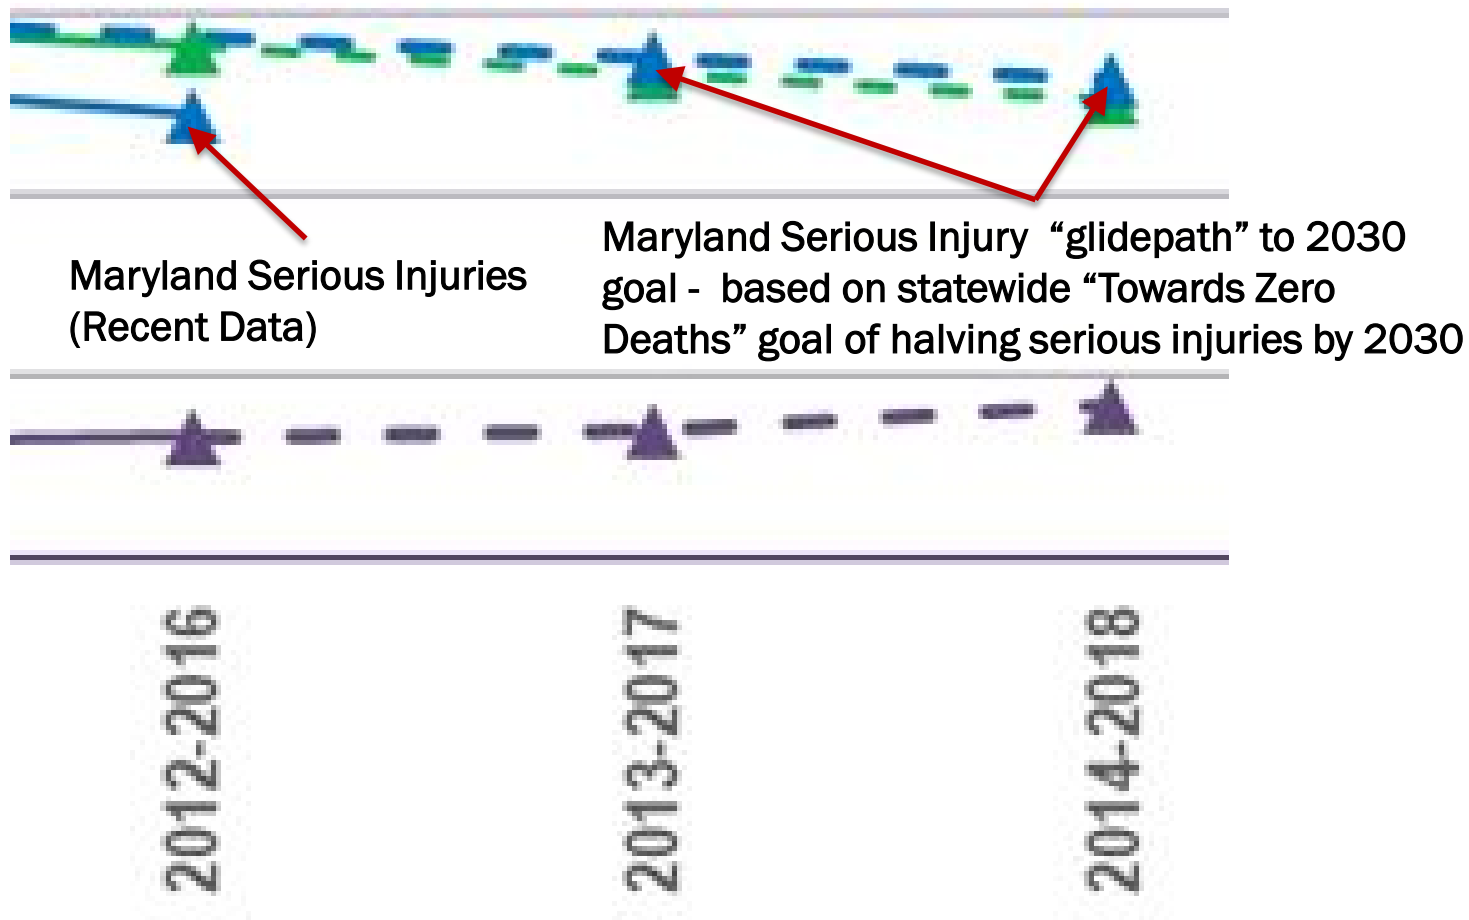 Maryland Serious Injuries
(Recent Data)
Maryland Serious Injury “glidepath” to 2030
goal - based on statewide “Towards Zero
Deaths” goal of halving serious injuries by 2030
2012-2016
2013-2017
2014-2018